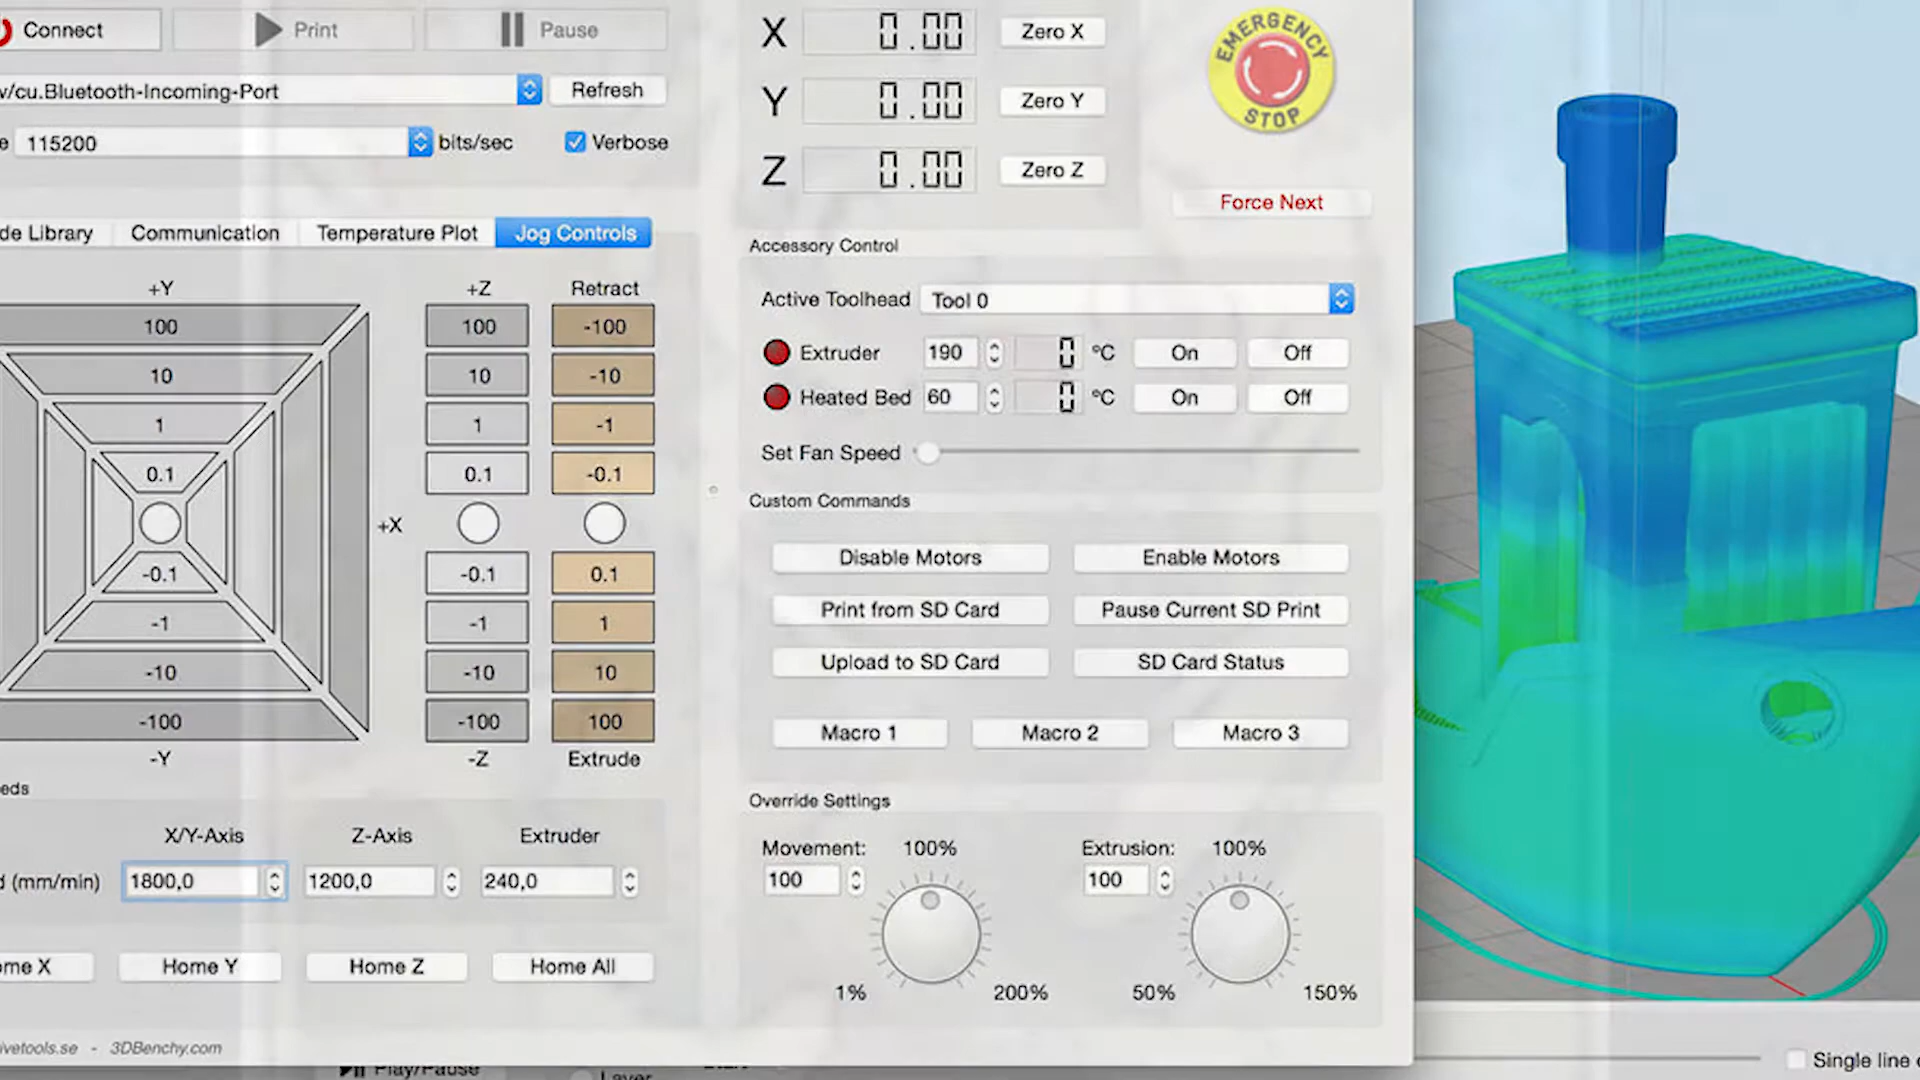 Connect
Print
Pause
v/cu.Bluetooth-Incoming-Port
Refresh
e 115200 bits/sec
Verbose
X 0.00 Zero X
Y 0.00 Zero Y
Z 0.00 Zero Z
EMERGENCY
STOP
Force Next
de Library
Communication
Temperature Plot
Jog Controls
+Y
100
10
1
0.1
+X
-0.1
-1
-10
-100
-Y
+Z
100
10
1
0.1
-0.1
-1
-10
-100
-Z
Retract
-100
-10
-1
-0.1
0.1
1
10
100
Extrude
Accessory Control
Active Toolhead Tool 0
Extruder 190 0 °C On Off
Heated Bed 60 0 °C On Off
Set Fan Speed
Custom Commands
Disable Motors
Enable Motors
Print from SD Card
Pause Current SD Print
Upload to SD Card
SD Card Status
Macro 1
Macro 2
Macro 3
eds
X/Y-Axis
Z-Axis
Extruder
d (mm/min) 1800,0 1200,0 240,0
ome X
Home Y
Home Z
Home All
Override Settings
Movement: 100%
100
1% 200%
Extrusion: 100%
100
50% 150%
ivetools.se - 3DBenchy.com
Play/Pause
Layer
Single line